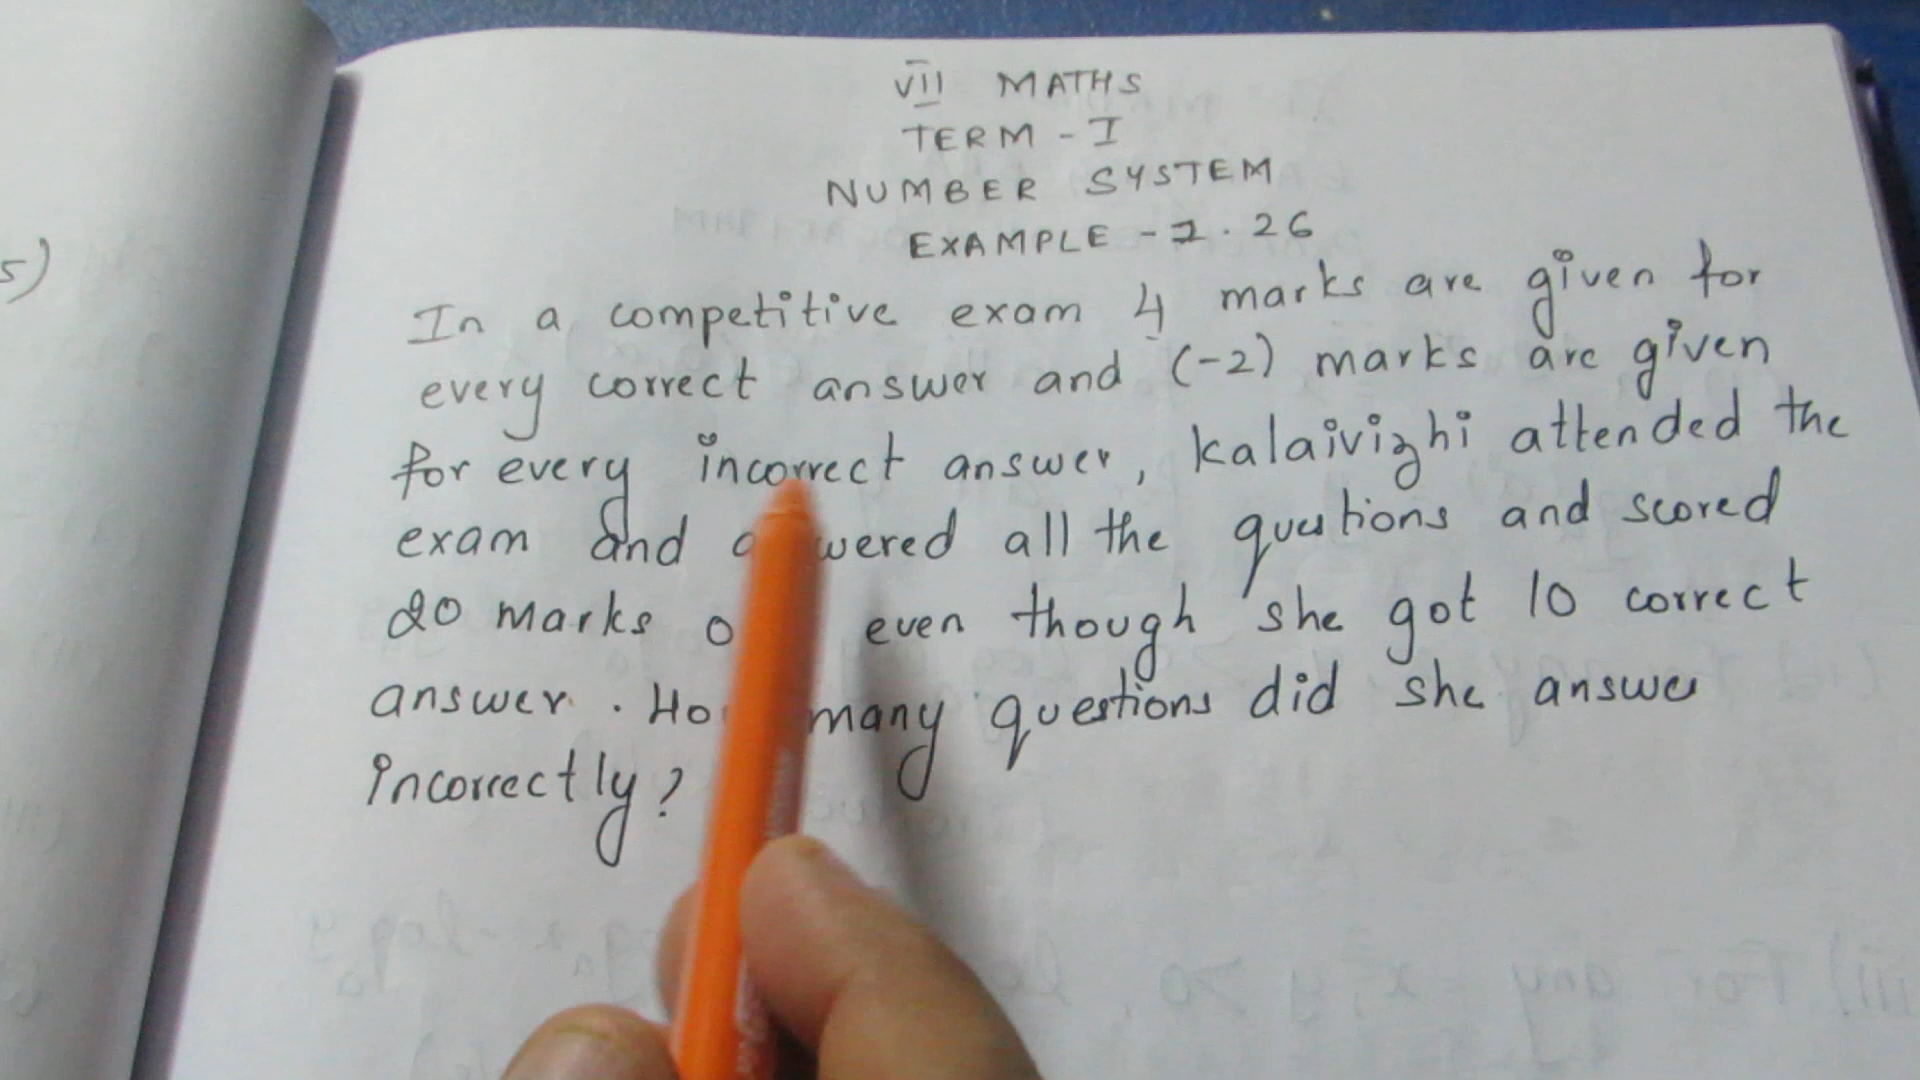 5)
VII MATHS
TERM - I
NUMBER SYSTEM
EXAMPLE - 1.26
In a competitive exam 4 marks are given for
every correct answer and (-2) marks are given
for every incorrect answer, Kalaivizhi attended the
exam and wered all the questions and scored
20 marks even though she got 10 correct
answer. many questions did she answer
incorrectly?